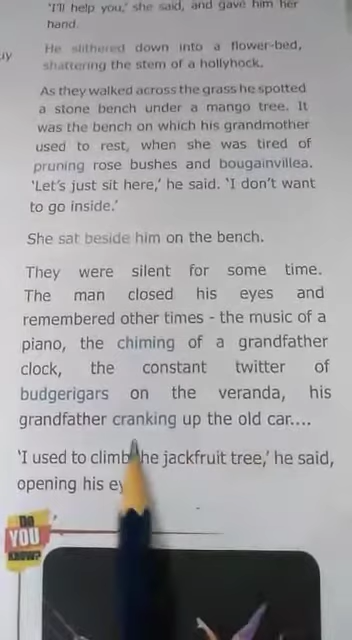 'I'll help you,' she said, and gave him her
hand.
He slithered down into a flower-bed,
shattering the stem of a hollyhock.
As they walked across the grass he spotted
a stone bench under a mango tree. It
was the bench on which his grandmother
used to rest, when she was tired of
pruning rose bushes and bougainvillea.
'Let's just sit here,' he said. 'I don't want
to go inside.'
She sat beside him on the bench.
They were silent for some time.
The man closed his eyes and
remembered other times - the music of a
piano, the chiming of a grandfather
clock, the constant twitter of
budgerigars on the veranda, his
grandfather cranking up the old car....
'I used to climb the jackfruit tree,' he said,
opening his
DO
YOU
KNOW?